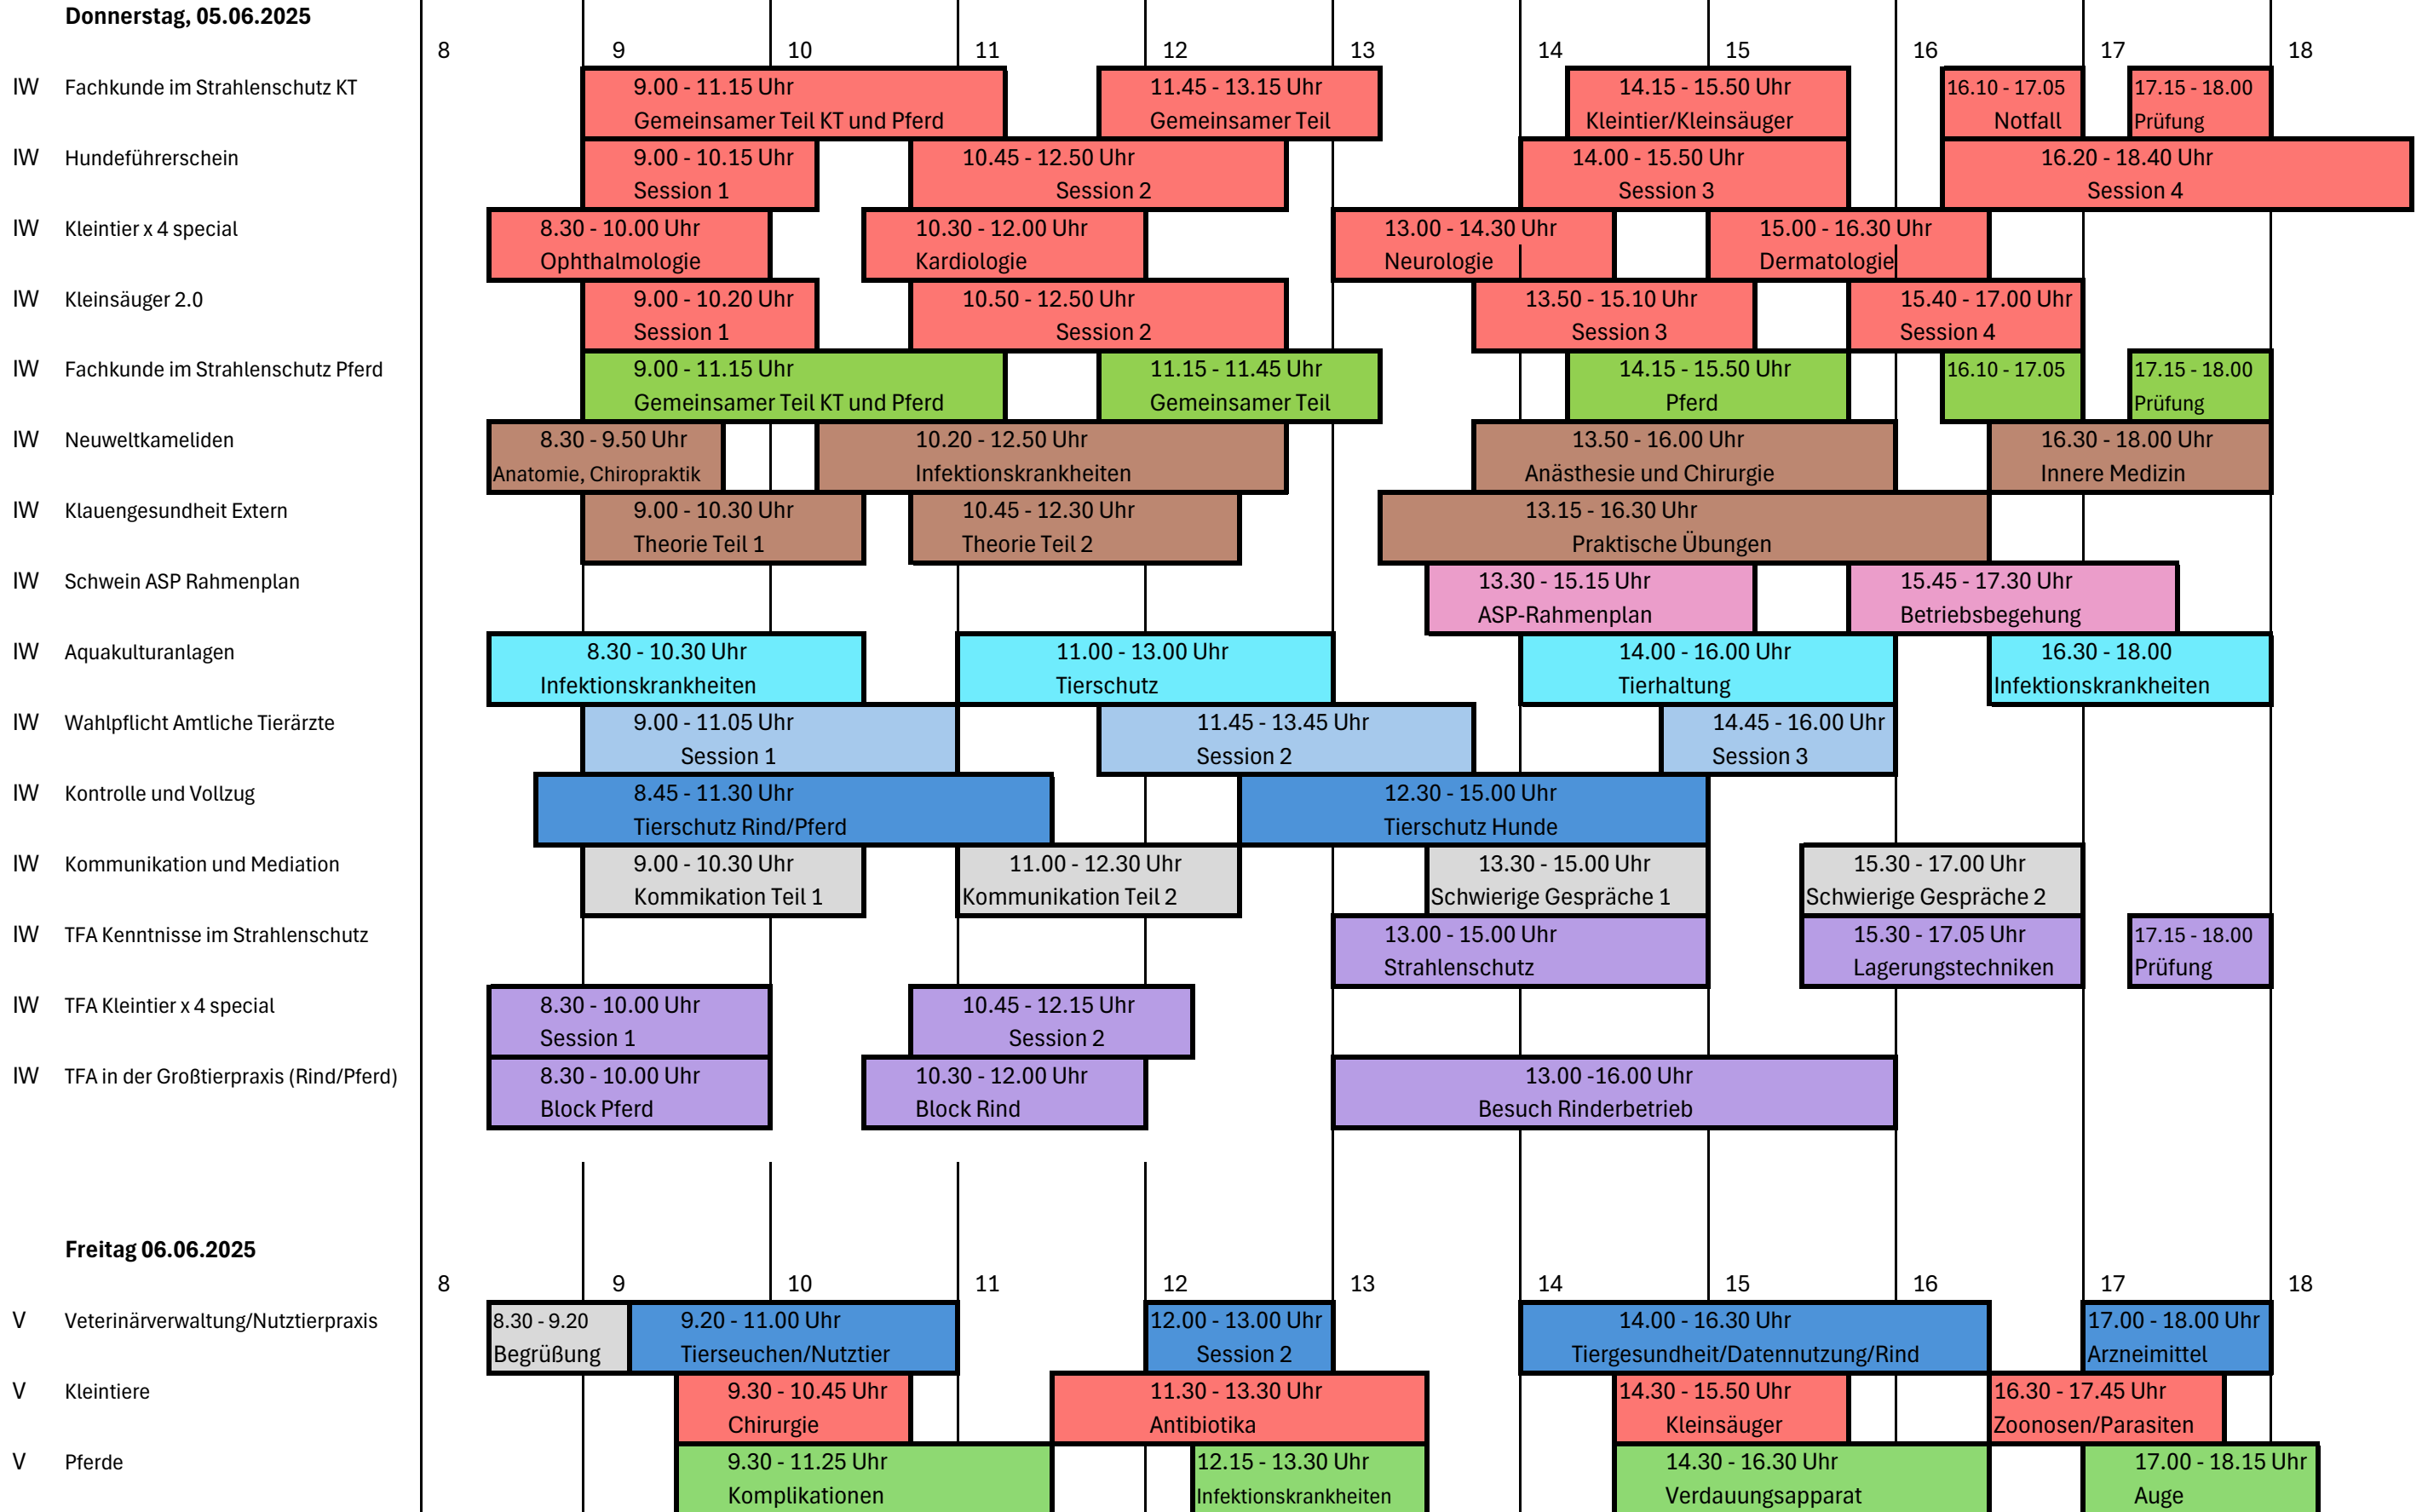 Donnerstag, 05.06.2025
8 9 10 11 12 13 14 15 16 17 18
IW Fachkunde im Strahlenschutz KT 9.00 - 11.15 Uhr 11.45 - 13.15 Uhr 14.15 - 15.50 Uhr 16.10 - 17.05 17.15 - 18.00
Gemeinsamer Teil KT und Pferd Gemeinsamer Teil Kleintier/Kleinsäuger Notfall Prüfung
IW Hundeführerschein 9.00 - 10.15 Uhr 10.45 - 12.50 Uhr 14.00 - 15.50 Uhr 16.20 - 18.40 Uhr
Session 1 Session 2 Session 3 Session 4
IW Kleintier x 4 special 8.30 - 10.00 Uhr 10.30 - 12.00 Uhr 13.00 - 14.30 Uhr 15.00 - 16.30 Uhr
Ophthalmologie Kardiologie Neurologie Dermatologie
IW Kleinsäuger 2.0 9.00 - 10.20 Uhr 10.50 - 12.50 Uhr 13.50 - 15.10 Uhr 15.40 - 17.00 Uhr
Session 1 Session 2 Session 3 Session 4
IW Fachkunde im Strahlenschutz Pferd 9.00 - 11.15 Uhr 11.15 - 11.45 Uhr 14.15 - 15.50 Uhr 16.10 - 17.05 17.15 - 18.00
Gemeinsamer Teil KT und Pferd Gemeinsamer Teil Pferd Prüfung
IW Neuweltkameliden 8.30 - 9.50 Uhr 10.20 - 12.50 Uhr 13.50 - 16.00 Uhr 16.30 - 18.00 Uhr
Anatomie, Chiropraktik Infektionskrankheiten Anästhesie und Chirurgie Innere Medizin
IW Klauengesundheit Extern 9.00 - 10.30 Uhr 10.45 - 12.30 Uhr 13.15 - 16.30 Uhr
Theorie Teil 1 Theorie Teil 2 Praktische Übungen
IW Schwein ASP Rahmenplan 13.30 - 15.15 Uhr 15.45 - 17.30 Uhr
ASP-Rahmenplan Betriebsbegehung
IW Aquakulturanlagen 8.30 - 10.30 Uhr 11.00 - 13.00 Uhr 14.00 - 16.00 Uhr 16.30 - 18.00
Infektionskrankheiten Tierschutz Tierhaltung Infektionskrankheiten
IW Wahlpflicht Amtliche Tierärzte 9.00 - 11.05 Uhr 11.45 - 13.45 Uhr 14.45 - 16.00 Uhr
Session 1 Session 2 Session 3
IW Kontrolle und Vollzug 8.45 - 11.30 Uhr 12.30 - 15.00 Uhr
Tierschutz Rind/Pferd Tierschutz Hunde
IW Kommunikation und Mediation 9.00 - 10.30 Uhr 11.00 - 12.30 Uhr 13.30 - 15.00 Uhr 15.30 - 17.00 Uhr
Kommikation Teil 1 Kommunikation Teil 2 Schwierige Gespräche 1 Schwierige Gespräche 2
IW TFA Kenntnisse im Strahlenschutz 13.00 - 15.00 Uhr 15.30 - 17.05 Uhr 17.15 - 18.00
Strahlenschutz Lagerungstechniken Prüfung
IW TFA Kleintier x 4 special 8.30 - 10.00 Uhr 10.45 - 12.15 Uhr
Session 1 Session 2
IW TFA in der Großtierpraxis (Rind/Pferd) 8.30 - 10.00 Uhr 10.30 - 12.00 Uhr 13.00 -16.00 Uhr
Block Pferd Block Rind Besuch Rinderbetrieb
Freitag 06.06.2025
8 9 10 11 12 13 14 15 16 17 18
V Veterinärverwaltung/Nutztierpraxis 8.30 - 9.20 9.20 - 11.00 Uhr 12.00 - 13.00 Uhr 14.00 - 16.30 Uhr 17.00 - 18.00 Uhr
Begrüßung Tierseuchen/Nutztier Session 2 Tiergesundheit/Datennutzung/Rind Arzneimittel
V Kleintiere 9.30 - 10.45 Uhr 11.30 - 13.30 Uhr 14.30 - 15.50 Uhr 16.30 - 17.45 Uhr
Chirurgie Antibiotika Kleinsäuger Zoonosen/Parasiten
V Pferde 9.30 - 11.25 Uhr 12.15 - 13.30 Uhr 14.30 - 16.30 Uhr 17.00 - 18.15 Uhr
Komplikationen Infektionskrankheiten Verdauungsapparat Auge